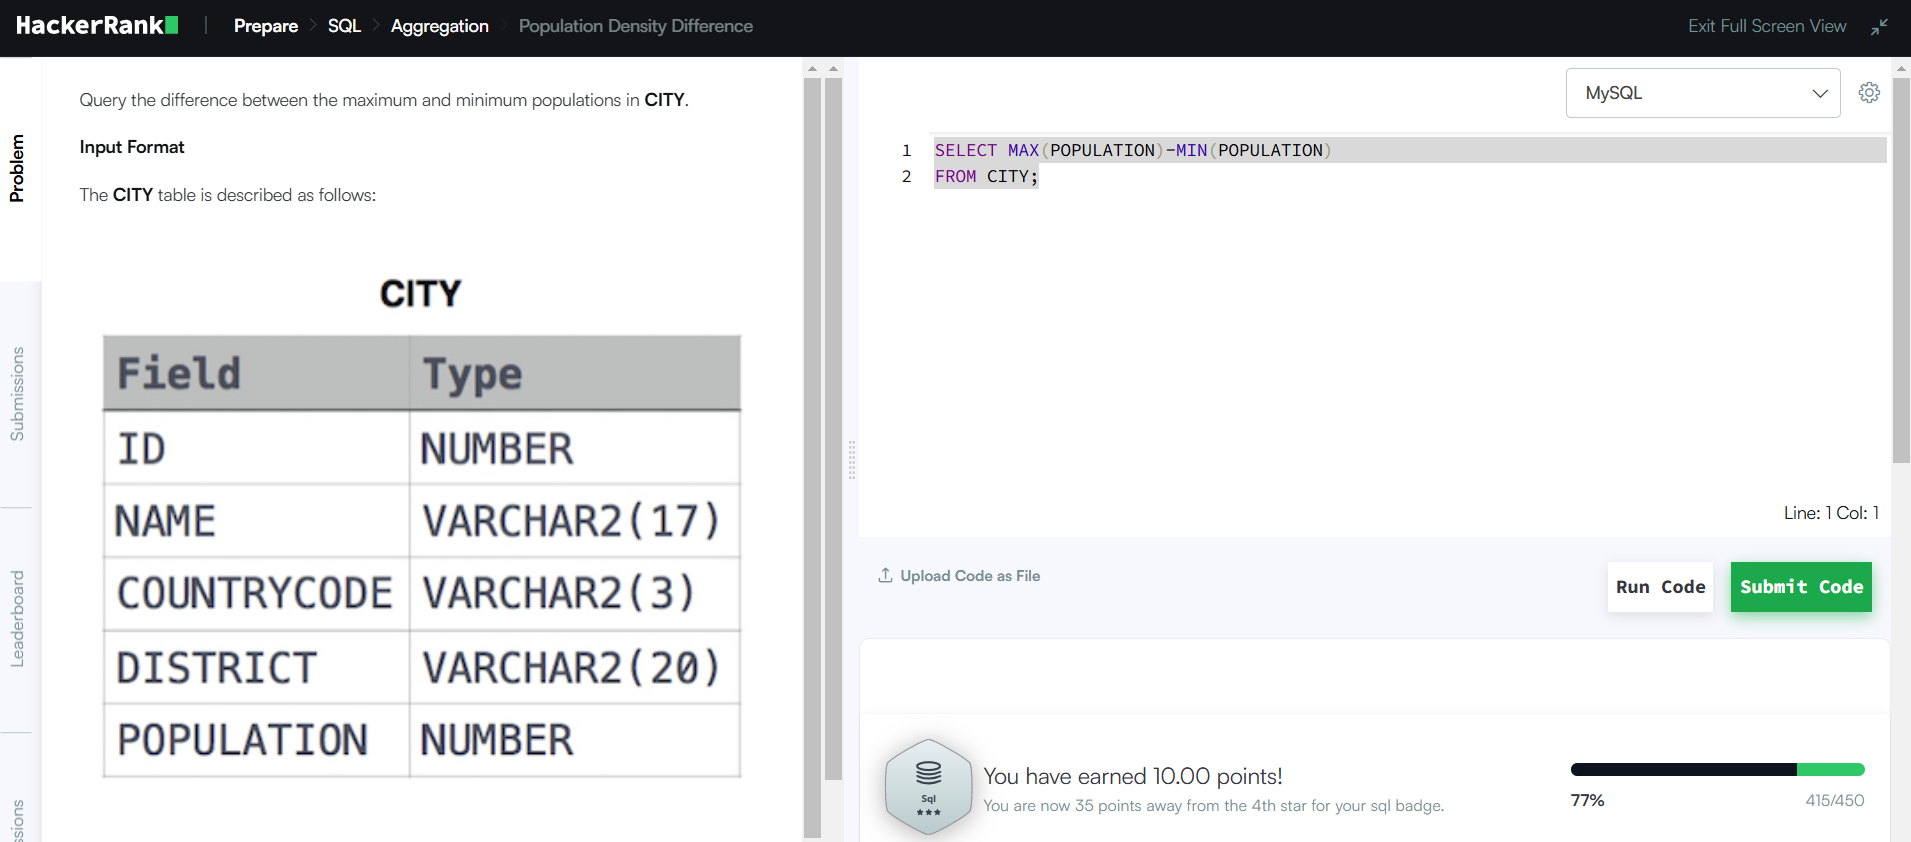 HackerRank | Prepare > SQL > Aggregation > Population Density Difference
Exit Full Screen View
Problem
Submissions
Leaderboard
Query the difference between the maximum and minimum populations in CITY.
Input Format
The CITY table is described as follows:
CITY
Field Type
ID NUMBER
NAME VARCHAR2(17)
COUNTRYCODE VARCHAR2(3)
DISTRICT VARCHAR2(20)
POPULATION NUMBER
MySQL
1 SELECT MAX(POPULATION)-MIN(POPULATION)
2 FROM CITY;
Line: 1 Col: 1
Upload Code as File
Run Code
Submit Code
Sql
You have earned 10.00 points!
You are now 35 points away from the 4th star for your sql badge.
77%
415/450